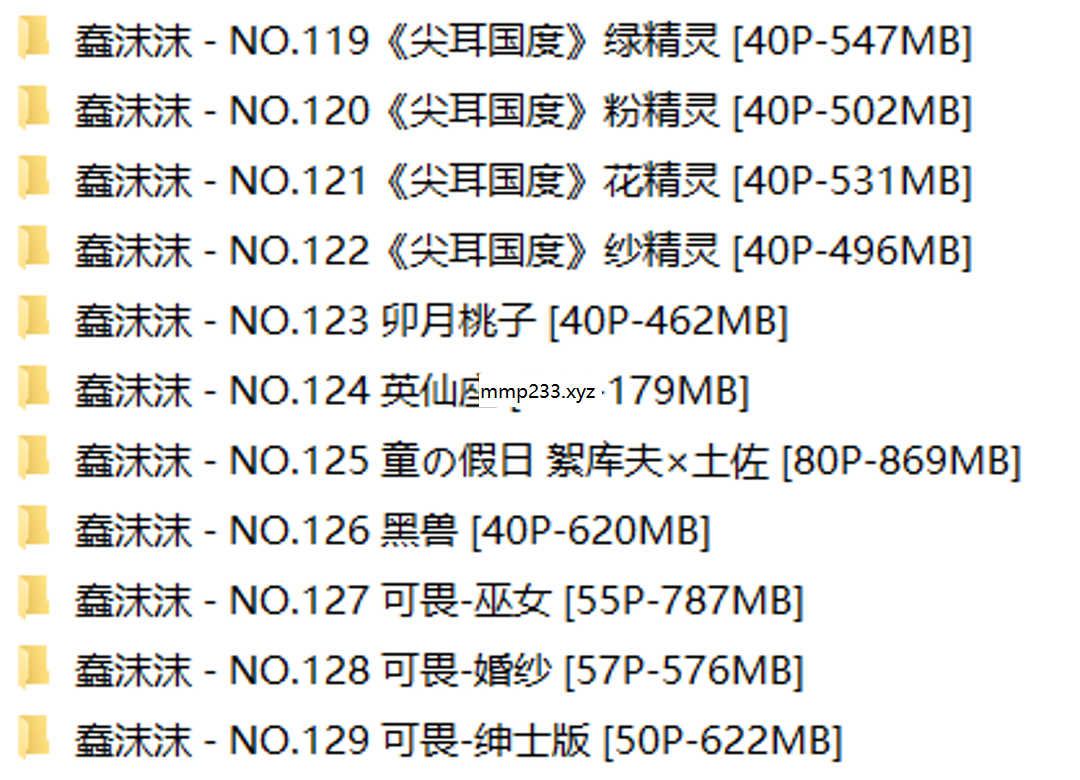 蠢沫沫 - NO.119《尖耳国度》绿精灵 [40P-547MB]
蠢沫沫 - NO.120《尖耳国度》粉精灵 [40P-502MB]
蠢沫沫 - NO.121《尖耳国度》花精灵 [40P-531MB]
蠢沫沫 - NO.122《尖耳国度》纱精灵 [40P-496MB]
蠢沫沫 - NO.123 卯月桃子 [40P-462MB]
蠢沫沫 - NO.124 英仙座 mmp233.xyz -179MB]
蠢沫沫 - NO.125 童の假日 絮库夫×土佐 [80P-869MB]
蠢沫沫 - NO.126 黑兽 [40P-620MB]
蠢沫沫 - NO.127 可畏-巫女 [55P-787MB]
蠢沫沫 - NO.128 可畏-婚纱 [57P-576MB]
蠢沫沫 - NO.129 可畏-绅士版 [50P-622MB]